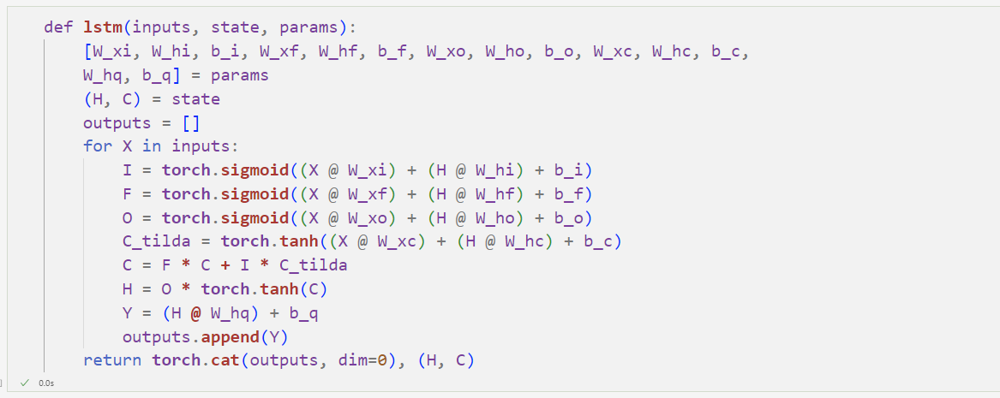 def lstm(inputs, state, params):
    [W_xi, W_hi, b_i, W_xf, W_hf, b_f, W_xo, W_ho, b_o, W_xc, W_hc, b_c,
    W_hq, b_q] = params
    (H, C) = state
    outputs = []
    for X in inputs:
        I = torch.sigmoid((X @ W_xi) + (H @ W_hi) + b_i)
        F = torch.sigmoid((X @ W_xf) + (H @ W_hf) + b_f)
        O = torch.sigmoid((X @ W_xo) + (H @ W_ho) + b_o)
        C_tilda = torch.tanh((X @ W_xc) + (H @ W_hc) + b_c)
        C = F * C + I * C_tilda
        H = O * torch.tanh(C)
        Y = (H @ W_hq) + b_q
        outputs.append(Y)
    return torch.cat(outputs, dim=0), (H, C)
] ✓ 0.0s